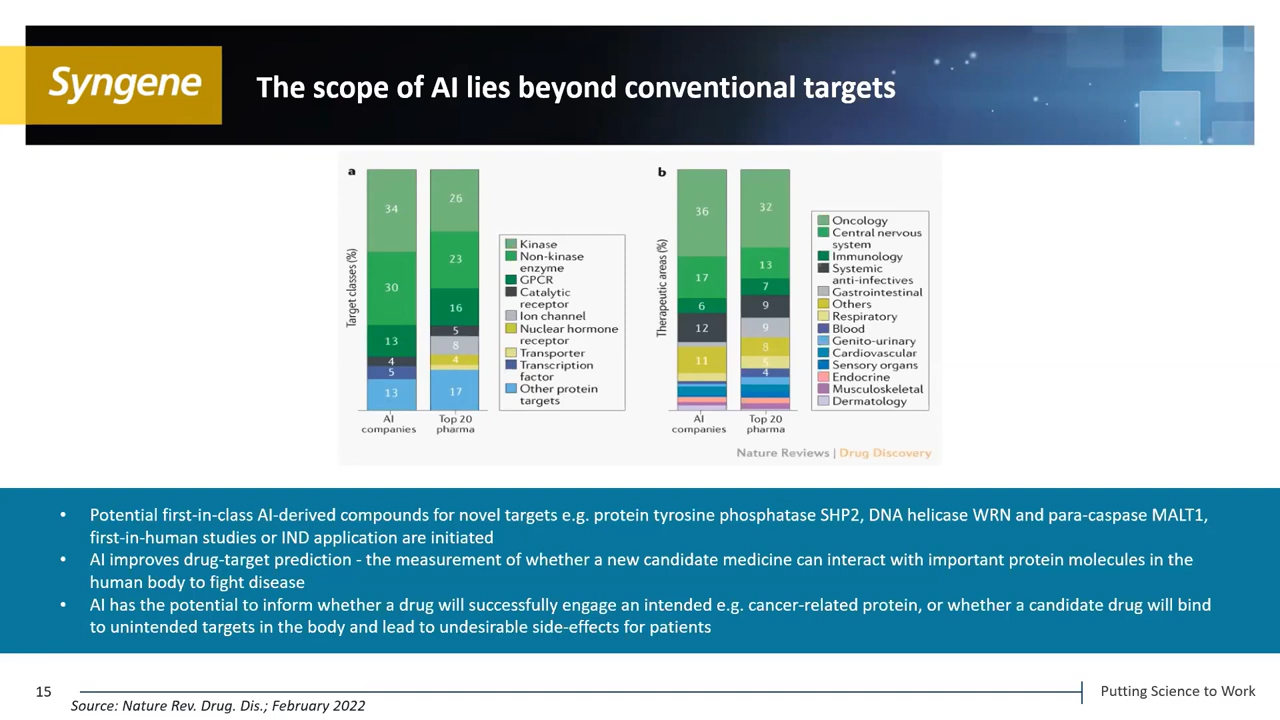 Syngene
The scope of AI lies beyond conventional targets
a
Target classes (%)
34
30
13
4
5
13
AI
companies
26
23
16
5
8
4
17
Top 20
pharma
Kinase
Non-kinase
enzyme
GPCR
Catalytic
receptor
Ion channel
Nuclear hormone
receptor
Transporter
Transcription
factor
Other protein
targets
b
Therapeutic areas (%)
36
17
6
12
11
AI
companies
32
13
7
9
9
8
5
4
Top 20
pharma
Oncology
Central nervous
system
Immunology
Systemic
anti-infectives
Gastrointestinal
Others
Respiratory
Blood
Genito-urinary
Cardiovascular
Sensory organs
Endocrine
Musculoskeletal
Dermatology
Nature Reviews | Drug Discovery
• Potential first-in-class AI-derived compounds for novel targets e.g. protein tyrosine phosphatase SHP2, DNA helicase WRN and para-caspase MALT1,
first-in-human studies or IND application are initiated
• AI improves drug-target prediction - the measurement of whether a new candidate medicine can interact with important protein molecules in the
human body to fight disease
• AI has the potential to inform whether a drug will successfully engage an intended e.g. cancer-related protein, or whether a candidate drug will bind
to unintended targets in the body and lead to undesirable side-effects for patients
15
Source: Nature Rev. Drug. Dis.; February 2022
Putting Science to Work